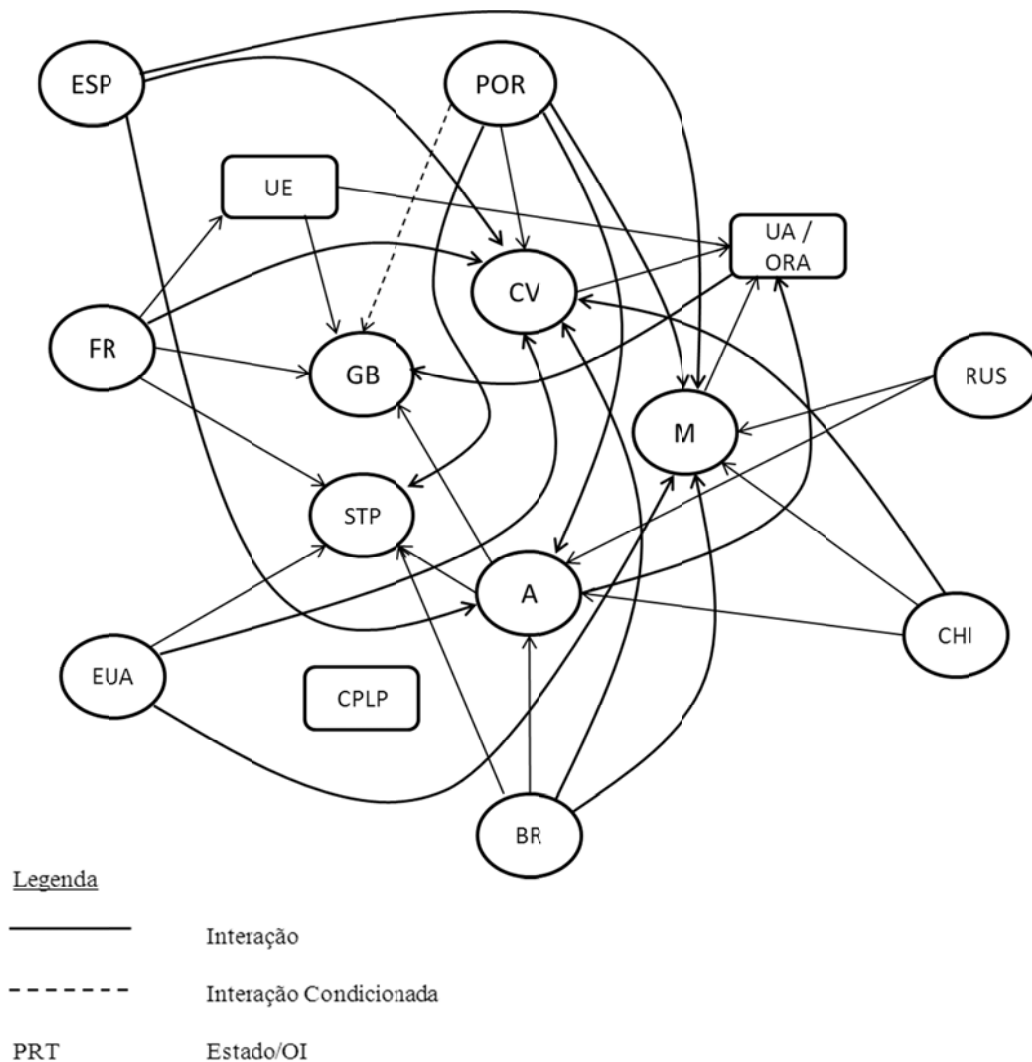 ESP
POR
UE
UA /
ORA
CV
FR
GB
RUS
M
STP
A
CHI
EUA
CPLP
BR
Legenda
Interação
Interação Condicionada
PRT Estado/OI